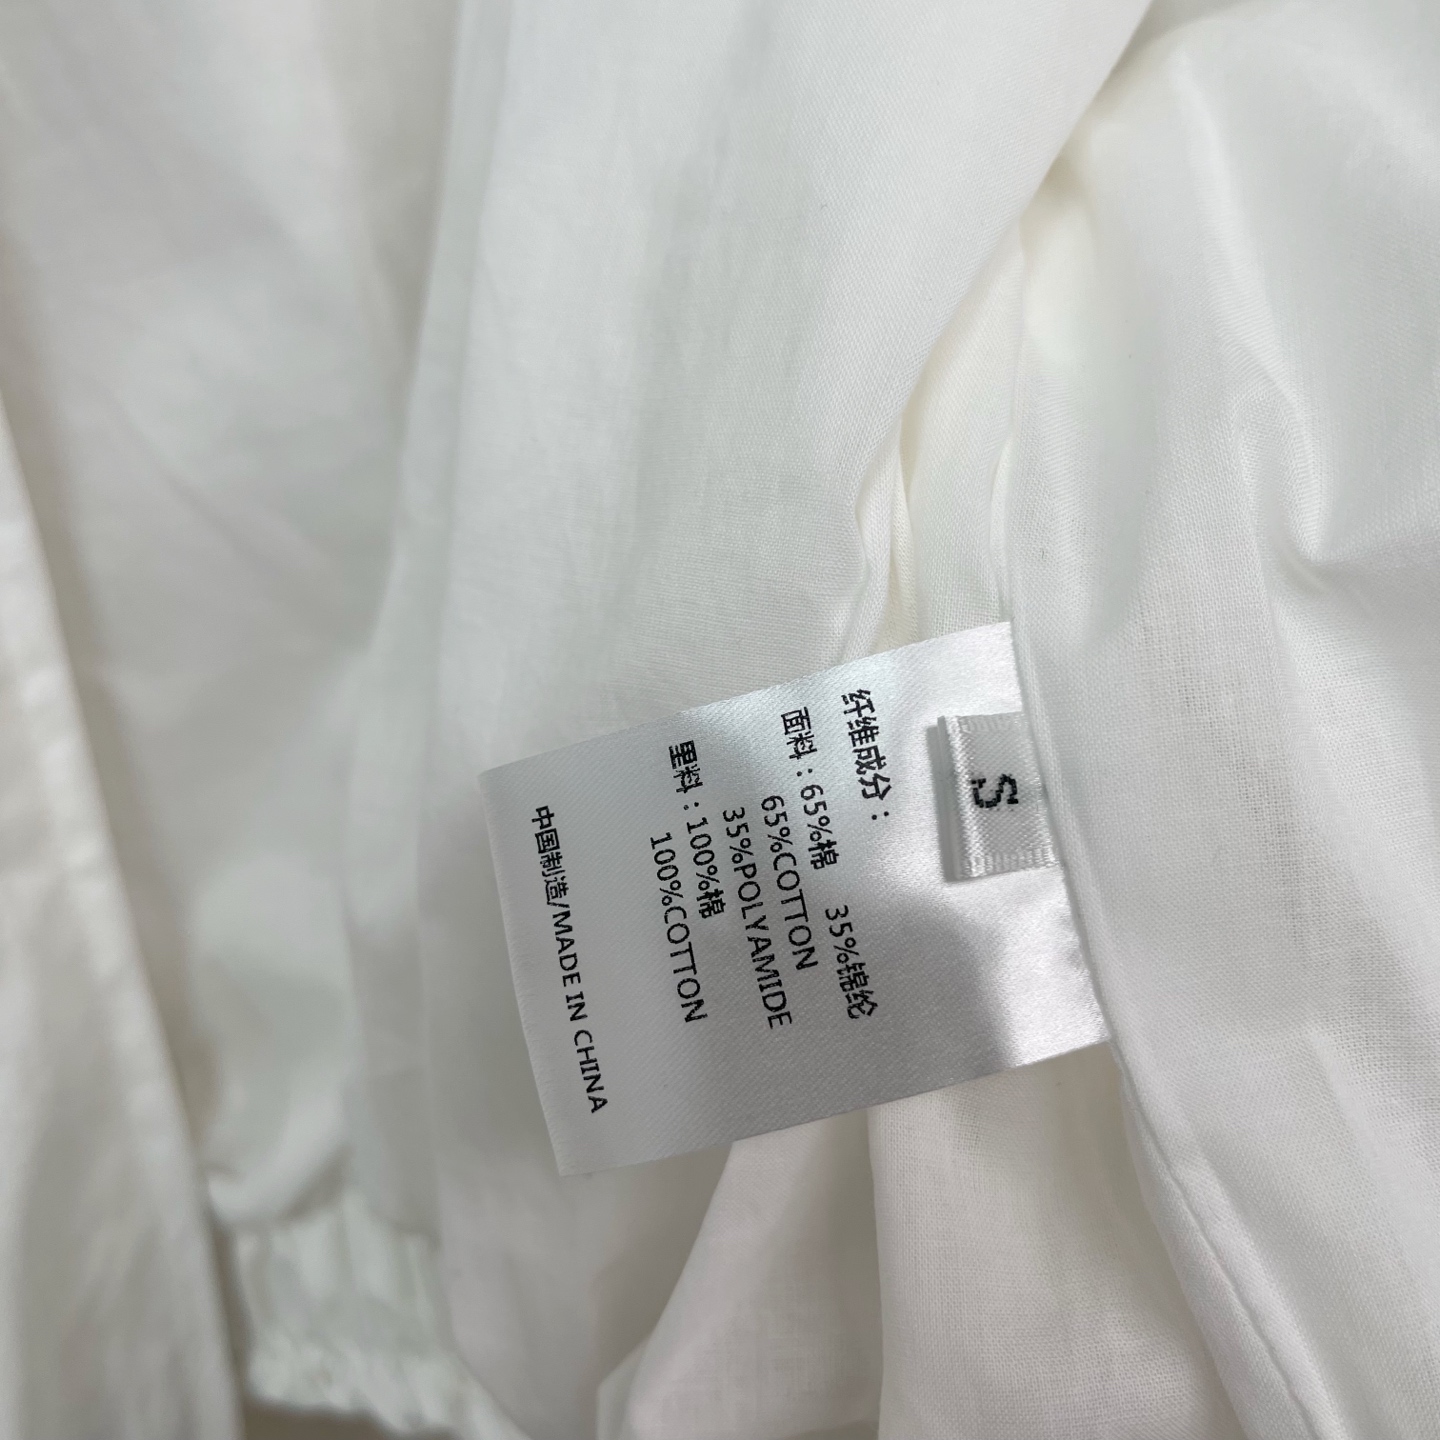 S
纤维成分：
面料：65%棉 35%锦纶
65%COTTON
35%POLYAMIDE
里料：100%棉
100%COTTON
中国制造/MADE IN CHINA